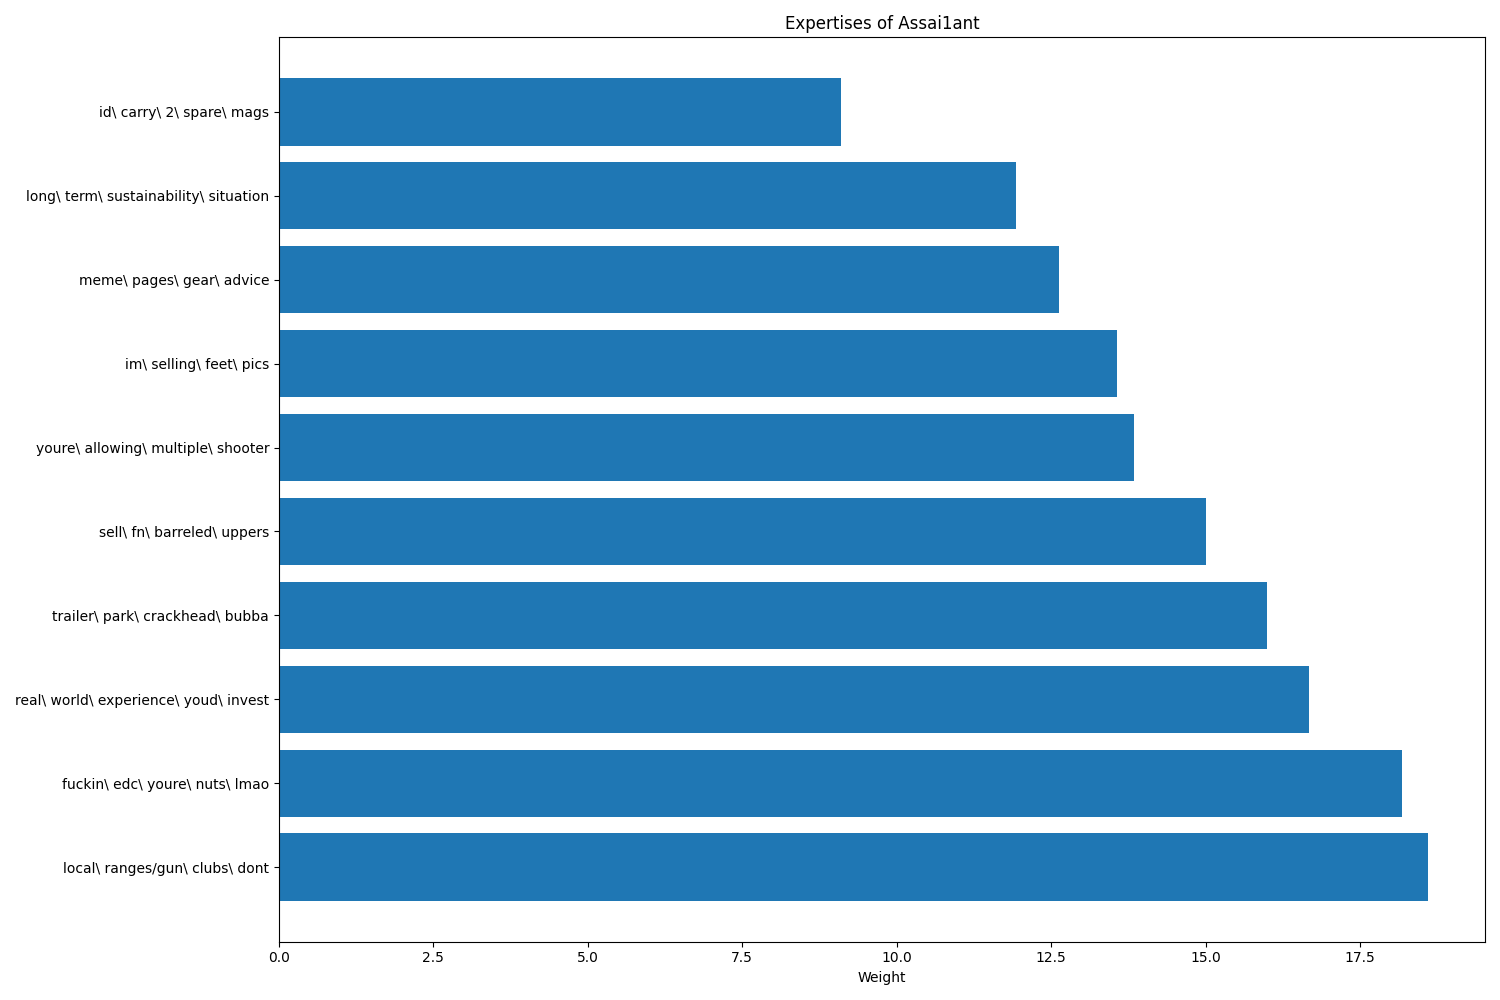 Expertises of Assai1ant
id\ carry\ 2\ spare\ mags
long\ term\ sustainability\ situation
meme\ pages\ gear\ advice
im\ selling\ feet\ pics
youre\ allowing\ multiple\ shooter
sell\ fn\ barreled\ uppers
trailer\ park\ crackhead\ bubba
real\ world\ experience\ youd\ invest
fuckin\ edc\ youre\ nuts\ lmao
local\ ranges/gun\ clubs\ dont
0.0 2.5 5.0 7.5 10.0 12.5 15.0 17.5
Weight